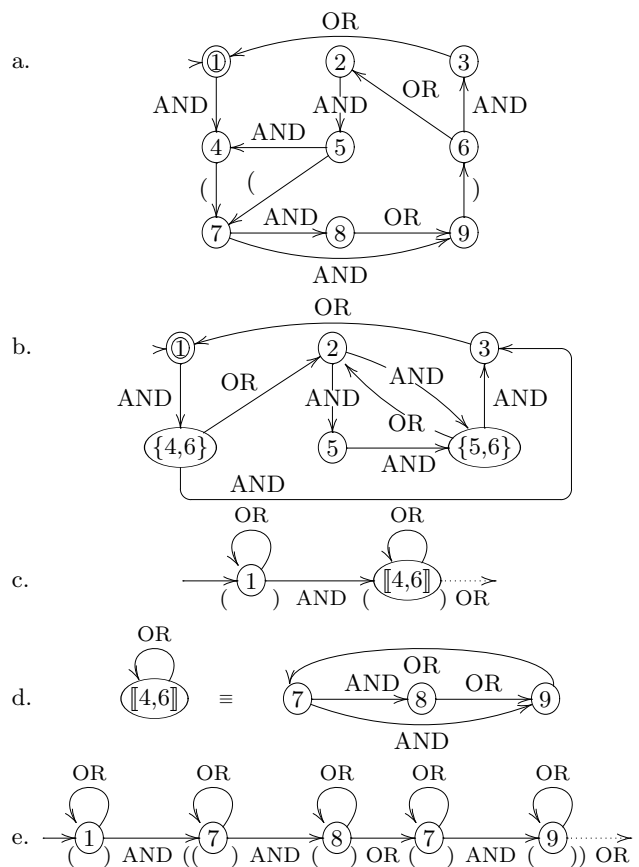 OR
a. 1 2 3
AND AND OR AND
4 AND 5 6
( ( )
7 AND 8 OR 9
AND
OR
b. 1 2 3
AND OR AND AND OR AND
{4,6} 5 AND {5,6}
AND
OR OR
c. 1 ⟦4,6⟧
( ) AND ( ) OR
OR
d. ⟦4,6⟧ ≡ 7 AND 8 OR 9
OR
AND
OR OR OR OR OR
e. 1 7 8 7 9
( ) AND (( ) AND ( ) OR ( ) AND ( )) OR